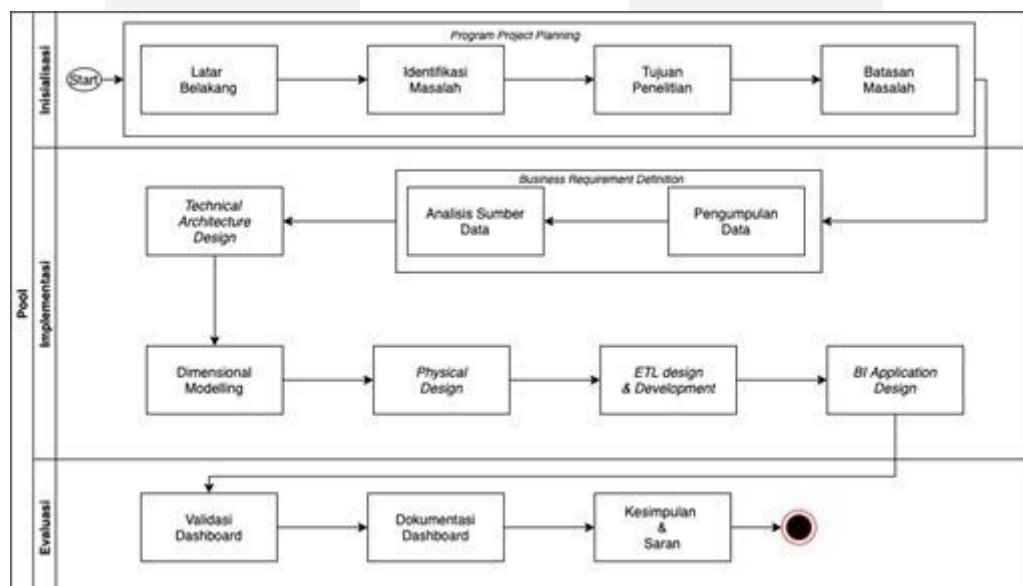 Pool
Inisialisasi
Program Project Planning
Start
Latar
Belakang
Identifikasi
Masalah
Tujuan
Penelitian
Batasan
Masalah
Implementasi
Business Requirement Definition
Technical
Architecture
Design
Analisis Sumber
Data
Pengumpulan
Data
Dimensional
Modelling
Physical
Design
ETL design
& Development
BI Application
Design
Evaluasi
Validasi
Dashboard
Dokumentasi
Dashboard
Kesimpulan
&
Saran